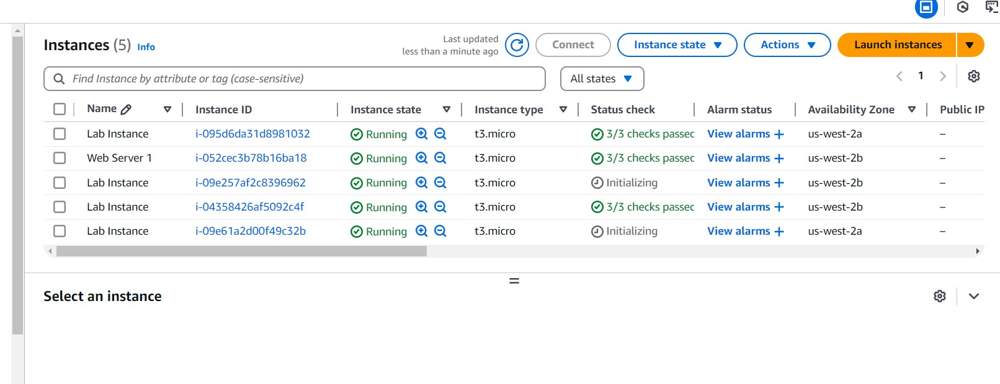 Instances (5) Info
Last updated
less than a minute ago
Connect
Instance state
Actions
Launch instances
Find Instance by attribute or tag (case-sensitive)
All states
1
Name Instance ID Instance state Instance type Status check Alarm status Availability Zone Public IP
Lab Instance i-095d6da31d8981032 Running t3.micro 3/3 checks passed View alarms + us-west-2a –
Web Server 1 i-052cec3b78b16ba18 Running t3.micro 3/3 checks passed View alarms + us-west-2b –
Lab Instance i-09e257af2c8396962 Running t3.micro Initializing View alarms + us-west-2b –
Lab Instance i-04358426af5092c4f Running t3.micro 3/3 checks passed View alarms + us-west-2b –
Lab Instance i-09e61a2d00f49c32b Running t3.micro Initializing View alarms + us-west-2a –
Select an instance